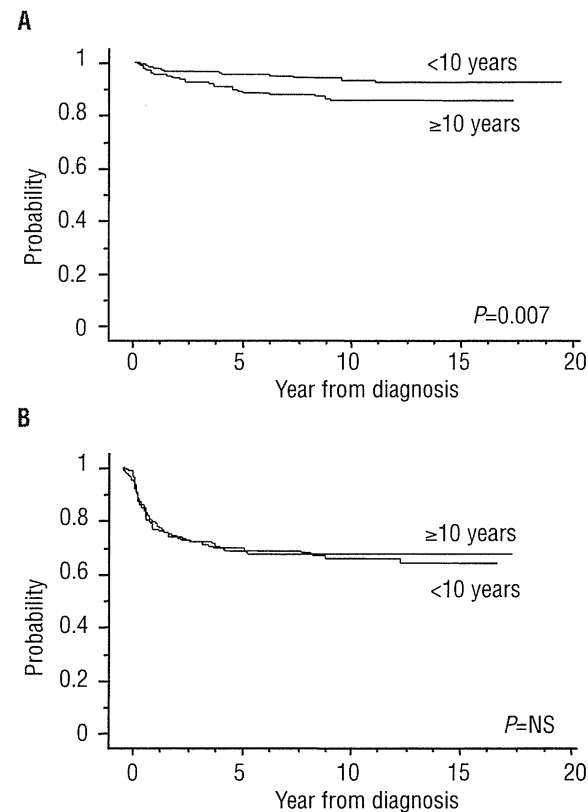 A
1
0.8
0.6
0.4
0.2
0
Probability
<10 years
≥10 years
P=0.007
0 5 10 15 20
Year from diagnosis
B
1
0.8
0.6
0.4
0.2
0
Probability
≥10 years
<10 years
P=NS
0 5 10 15 20
Year from diagnosis